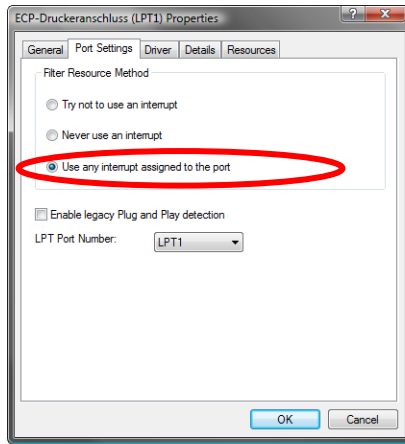 ECP-Druckeranschluss (LPT1) Properties
General Port Settings Driver Details Resources
Filter Resource Method
Try not to use an interrupt
Never use an interrupt
Use any interrupt assigned to the port
Enable legacy Plug and Play detection
LPT Port Number: LPT1
OK Cancel